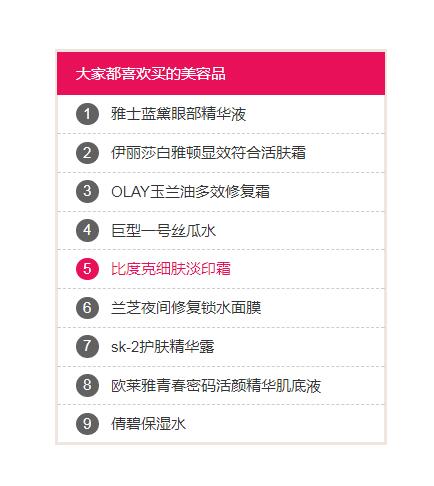 大家都喜欢买的美容品
1 雅士蓝黛眼部精华液
2 伊丽莎白雅顿显效符合活肤霜
3 OLAY玉兰油多效修复霜
4 巨型一号丝瓜水
5 比度克细肤淡印霜
6 兰芝夜间修复锁水面膜
7 sk-2护肤精华露
8 欧莱雅青春密码活颜精华肌底液
9 倩碧保湿水